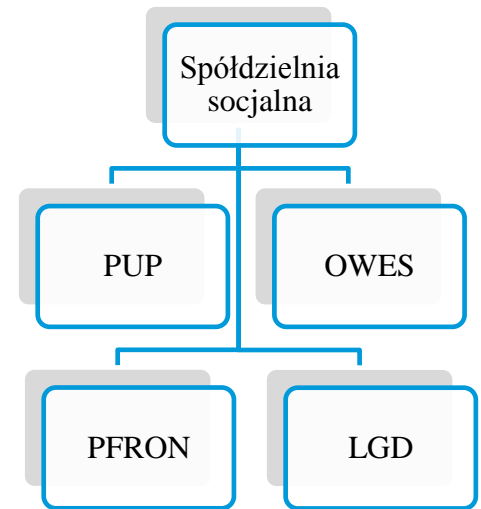 Spółdzielnia
socjalna
PUP
OWES
PFRON
LGD